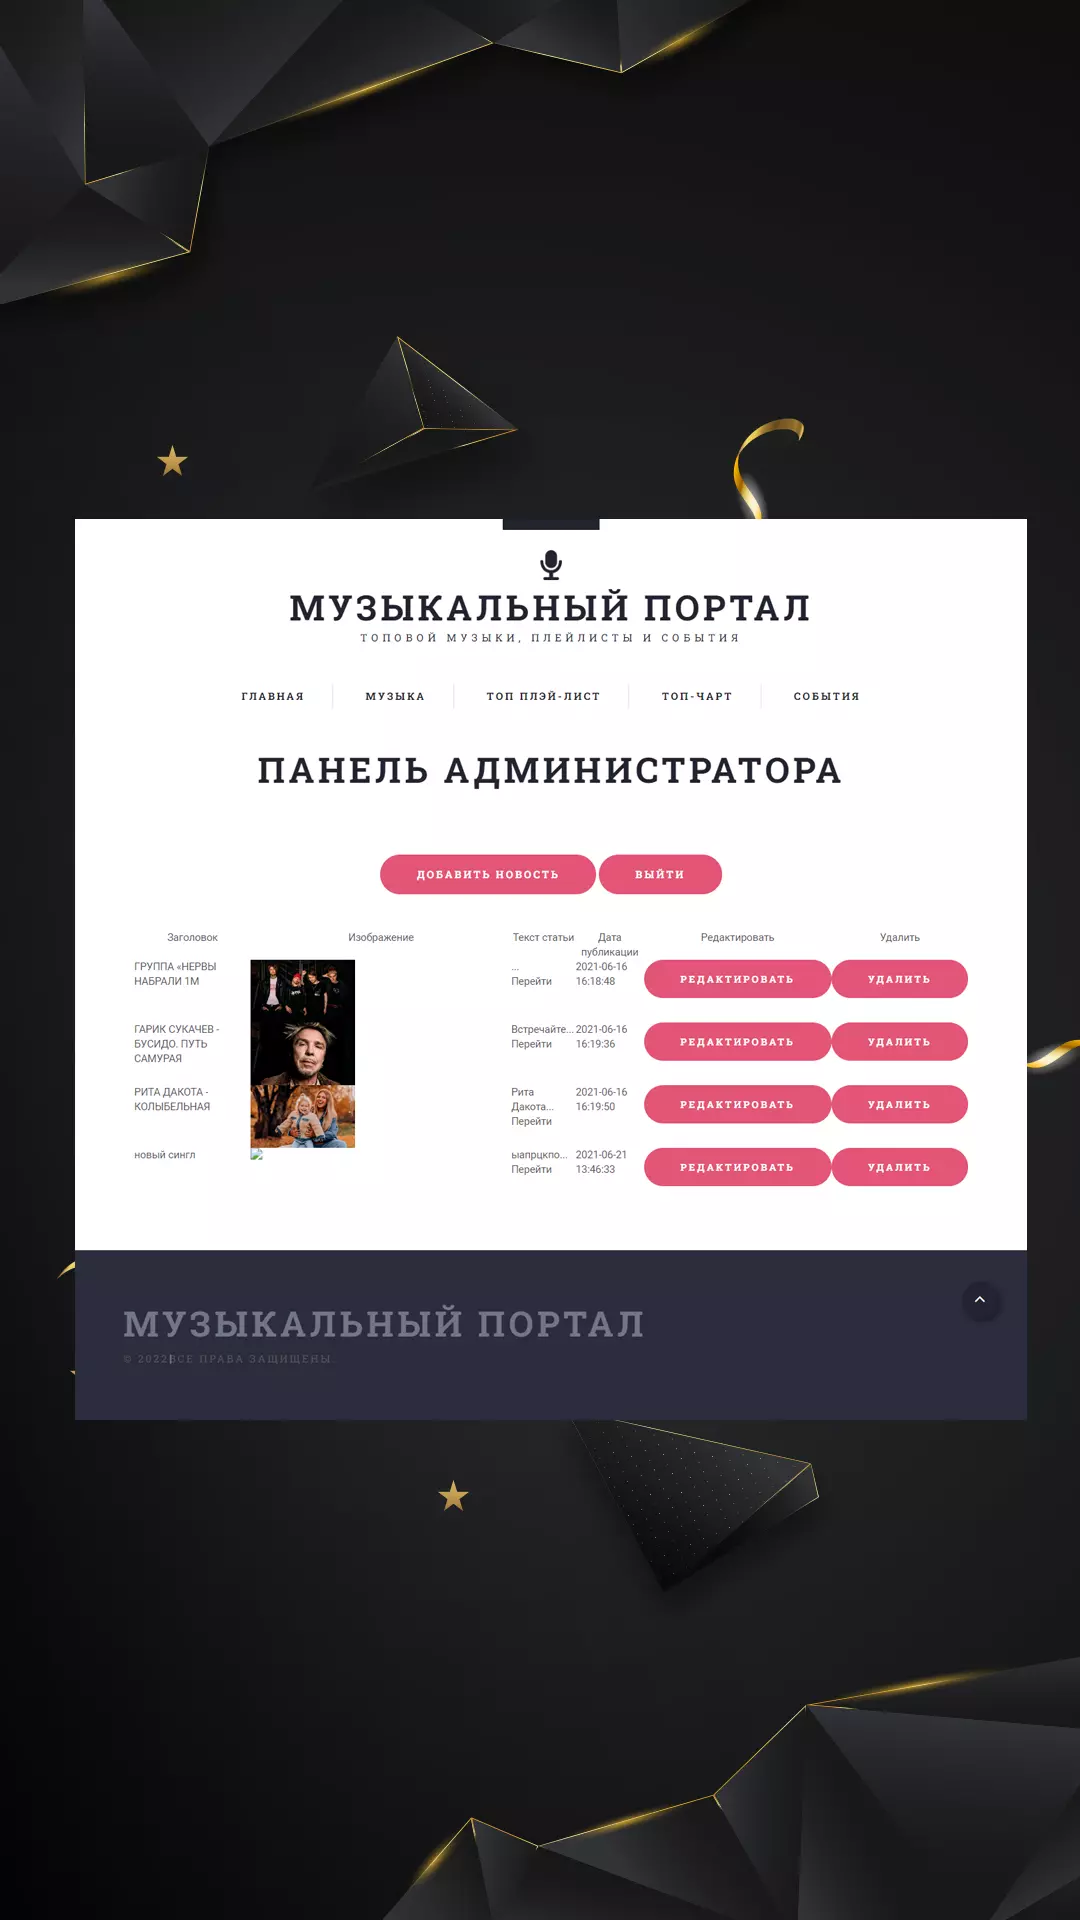 МУЗЫКАЛЬНЫЙ ПОРТАЛ
ТОПОВОЙ МУЗЫКИ, ПЛЕЙЛИСТЫ И СОБЫТИЯ
ГЛАВНАЯ МУЗЫКА ТОП ПЛЭЙ-ЛИСТ ТОП-ЧАРТ СОБЫТИЯ
ПАНЕЛЬ АДМИНИСТРАТОРА
ДОБАВИТЬ НОВОСТЬ ВЫЙТИ
Заголовок Изображение Текст статьи Дата Редактировать Удалить
публикации
ГРУППА «НЕРВЫ ... 2021-06-16
НАБРАЛИ 1М Перейти 16:18:48 РЕДАКТИРОВАТЬ УДАЛИТЬ
ГАРИК СУКАЧЕВ - Встречайте... 2021-06-16
БУСИДО. ПУТЬ Перейти 16:19:36 РЕДАКТИРОВАТЬ УДАЛИТЬ
САМУРАЯ
РИТА ДАКОТА - Рита 2021-06-16
КОЛЫБЕЛЬНАЯ Дакота... 16:19:50 РЕДАКТИРОВАТЬ УДАЛИТЬ
Перейти
новый сингл ыапрцкпо... 2021-06-21
Перейти 13:46:33 РЕДАКТИРОВАТЬ УДАЛИТЬ
МУЗЫКАЛЬНЫЙ ПОРТАЛ
© 2022 ВСЕ ПРАВА ЗАЩИЩЕНЫ.